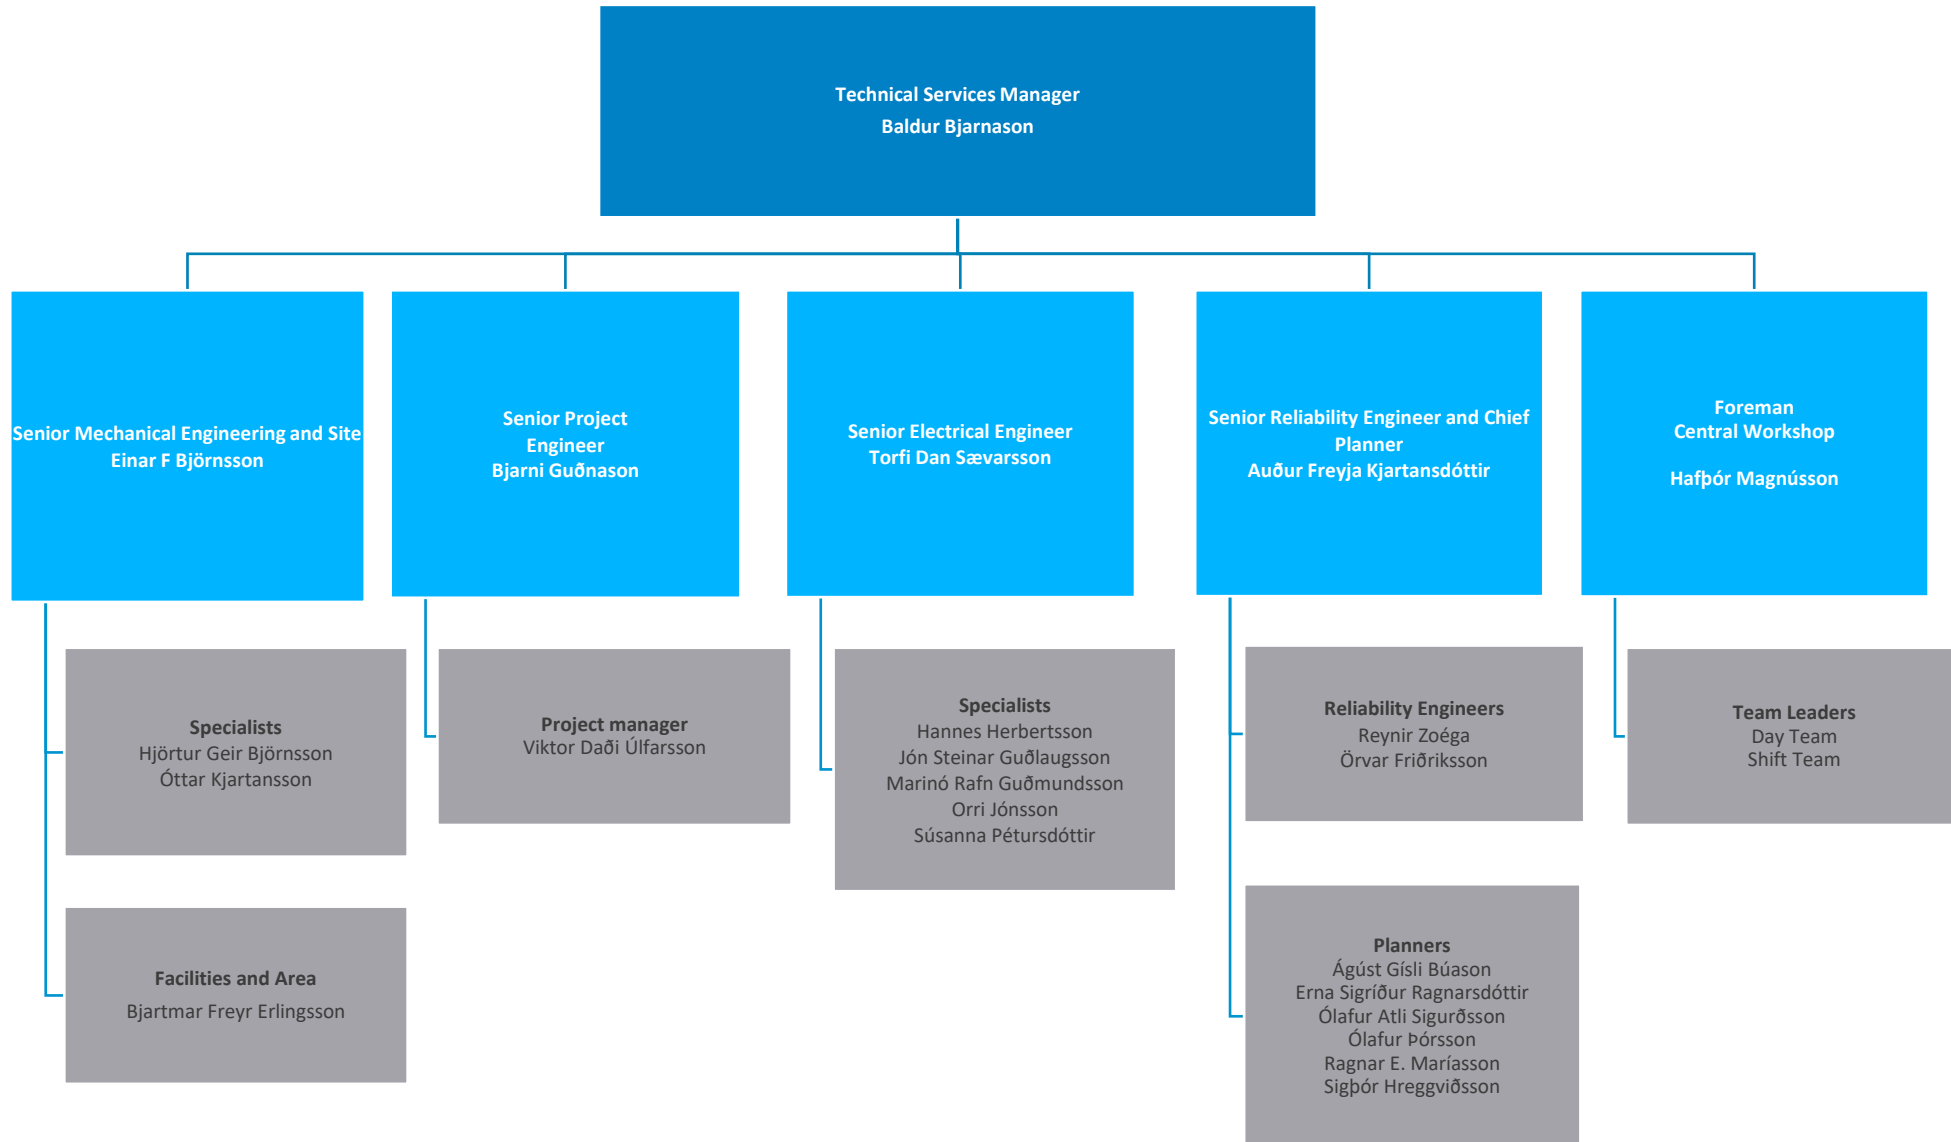 Technical Services Manager
Baldur Bjarnason
Senior Mechanical Engineering and Site
Einar F Björnsson
Senior Project
Engineer
Bjarni Guðnason
Senior Electrical Engineer
Torfi Dan Sævarsson
Senior Reliability Engineer and Chief
Planner
Auður Freyja Kjartansdóttir
Foreman
Central Workshop
Hafþór Magnússon
Specialists
Hjörtur Geir Björnsson
Óttar Kjartansson
Facilities and Area
Bjartmar Freyr Erlingsson
Project manager
Viktor Daði Úlfarsson
Specialists
Hannes Herbertsson
Jón Steinar Guðlaugsson
Marinó Rafn Guðmundsson
Orri Jónsson
Súsanna Pétursdóttir
Reliability Engineers
Reynir Zoéga
Örvar Friðriksson
Planners
Ágúst Gísli Búason
Erna Sigríður Ragnarsdóttir
Ólafur Atli Sigurðsson
Ólafur Þórsson
Ragnar E. Maríasson
Sigþór Hreggviðsson
Team Leaders
Day Team
Shift Team